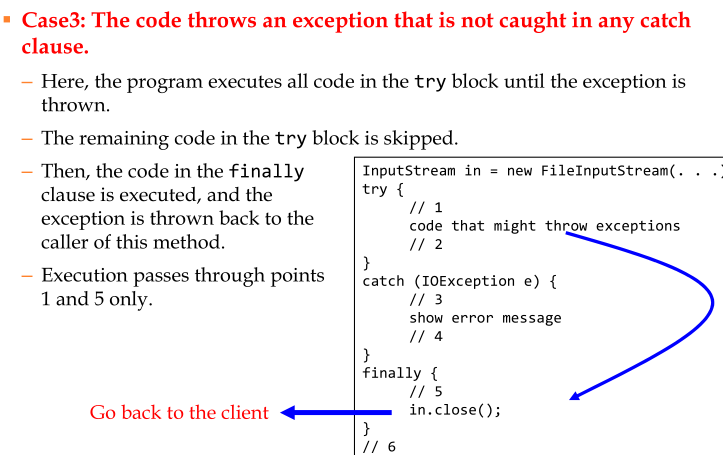 ▪ Case3: The code throws an exception that is not caught in any catch
clause.
– Here, the program executes all code in the try block until the exception is
thrown.
– The remaining code in the try block is skipped.
– Then, the code in the finally
clause is executed, and the
exception is thrown back to the
caller of this method.
– Execution passes through points
1 and 5 only.
InputStream in = new FileInputStream(. . .)
try {
// 1
code that might throw exceptions
// 2
}
catch (IOException e) {
// 3
show error message
// 4
}
finally {
// 5
in.close();
}
// 6
Go back to the client